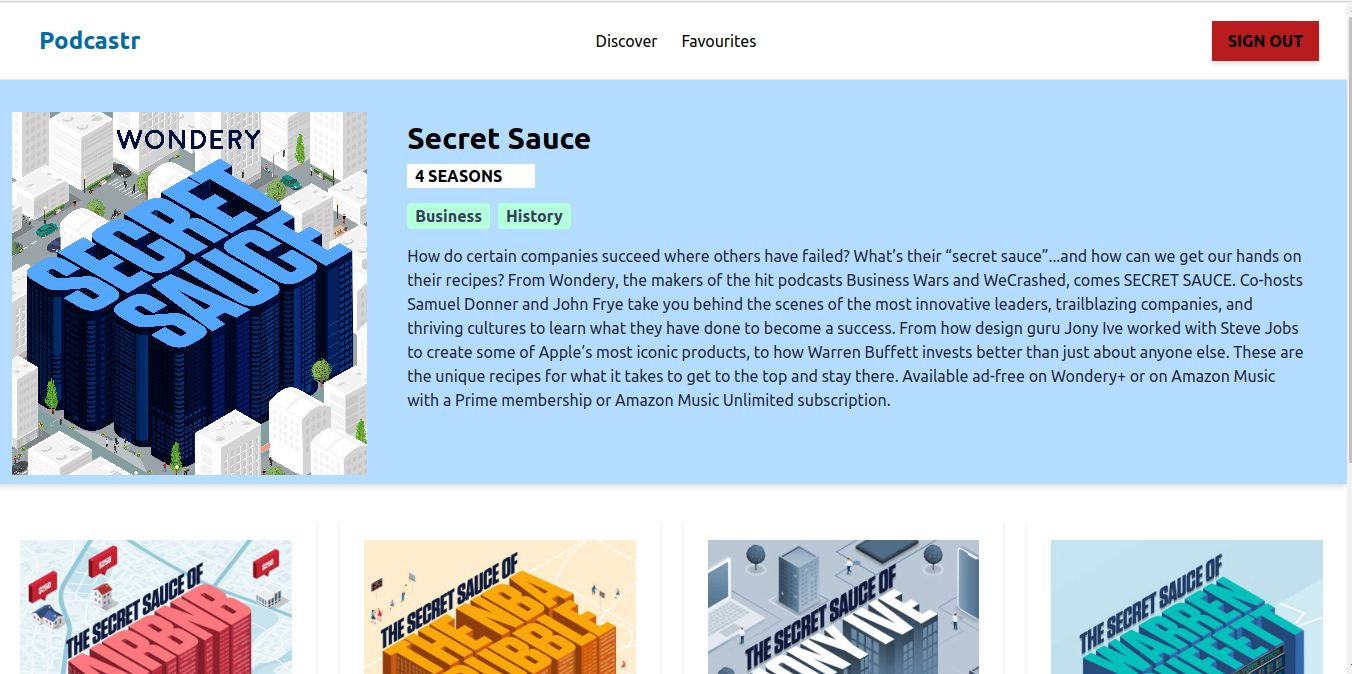 Podcastr
Discover
Favourites
SIGN OUT
WONDERY
SECRET
SAUCE
Secret Sauce
4 SEASONS
Business
History
How do certain companies succeed where others have failed? What’s their “secret sauce”...and how can we get our hands on
their recipes? From Wondery, the makers of the hit podcasts Business Wars and WeCrashed, comes SECRET SAUCE. Co-hosts
Samuel Donner and John Frye take you behind the scenes of the most innovative leaders, trailblazing companies, and
thriving cultures to learn what they have done to become a success. From how design guru Jony Ive worked with Steve Jobs
to create some of Apple’s most iconic products, to how Warren Buffett invests better than just about anyone else. These are
the unique recipes for what it takes to get to the top and stay there. Available ad-free on Wondery+ or on Amazon Music
with a Prime membership or Amazon Music Unlimited subscription.
THE SECRET SAUCE OF
AIRBNB
THE SECRET SAUCE OF
THE NBA
BUBBLE
THE SECRET SAUCE OF
JONY IVE
THE SECRET SAUCE OF
WARREN
BUFFETT